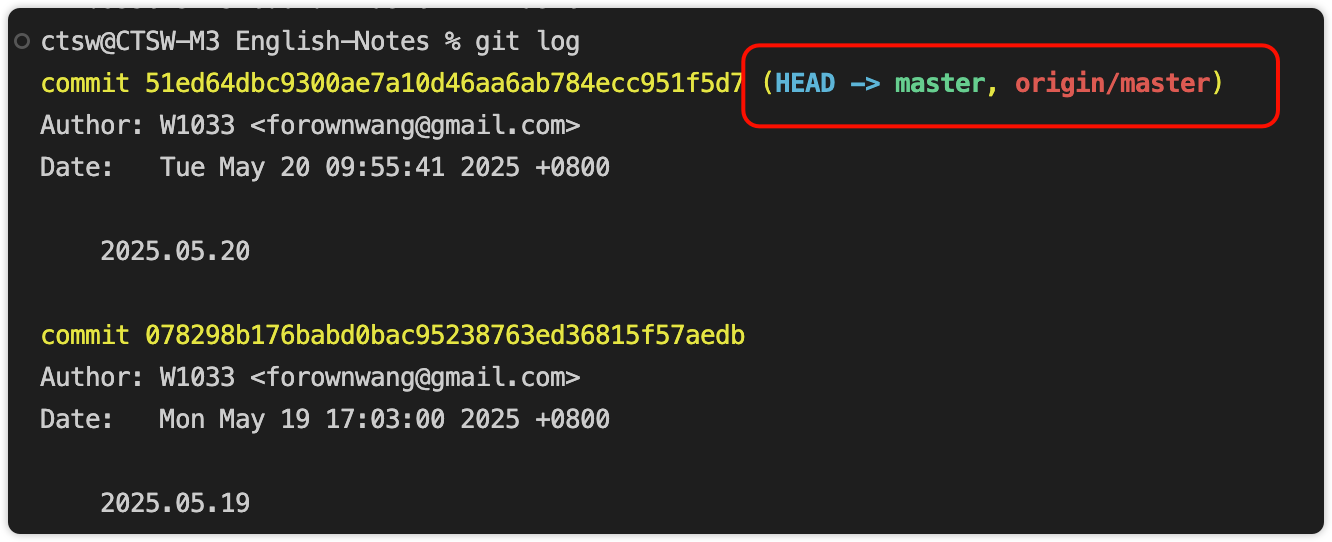 ctsw@CTSW-M3 English-Notes % git log
commit 51ed64dbc9300ae7a10d46aa6ab784ecc951f5d7 (HEAD -> master, origin/master)
Author: W1033 <forownwang@gmail.com>
Date:   Tue May 20 09:55:41 2025 +0800
2025.05.20
commit 078298b176babd0bac95238763ed36815f57aedb
Author: W1033 <forownwang@gmail.com>
Date:   Mon May 19 17:03:00 2025 +0800
2025.05.19